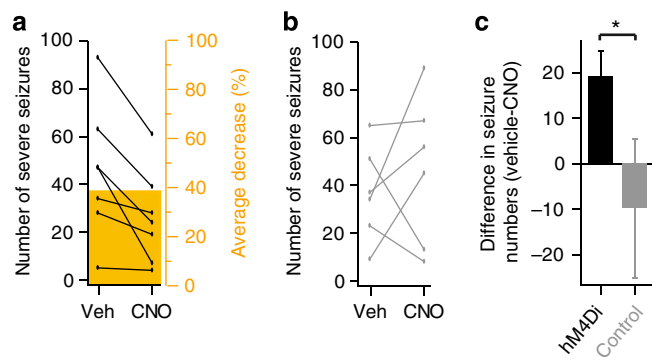 a
Number of severe seizures
100
80
60
40
20
0
Veh CNO
100
80
60
40
20
0
Average decrease (%)
b
Number of severe seizures
100
80
60
40
20
0
Veh CNO
c
*
Difference in seizure
numbers (vehicle-CNO)
20
10
0
−10
−20
hM4Di
Control